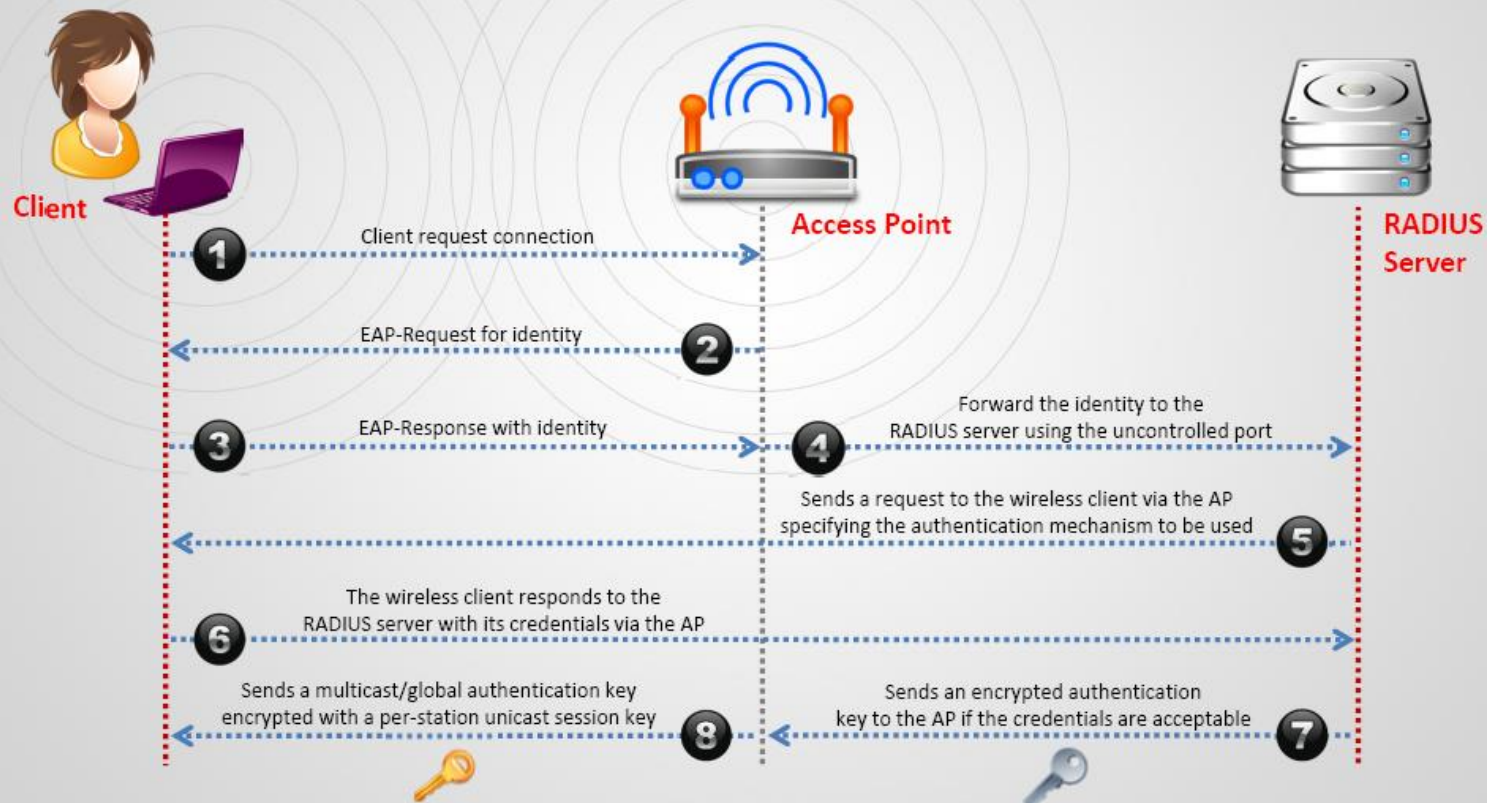 Client
Access Point
RADIUS
Server
1
Client request connection
EAP-Request for identity
2
3
EAP-Response with identity
4
Forward the identity to the
RADIUS server using the uncontrolled port
Sends a request to the wireless client via the AP
specifying the authentication mechanism to be used
5
The wireless client responds to the
RADIUS server with its credentials via the AP
6
Sends an encrypted authentication
key to the AP if the credentials are acceptable
7
Sends a multicast/global authentication key
encrypted with a per-station unicast session key
8